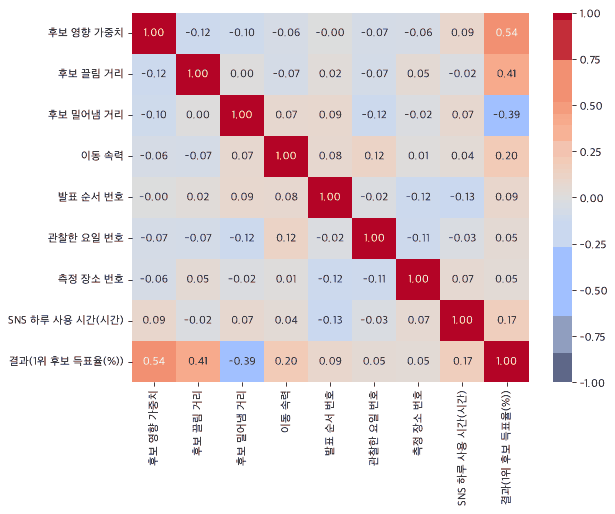 후보 영향 가중치 1.00 -0.12 -0.10 -0.06 -0.00 -0.07 -0.06 0.09 0.54
후보 끌림 거리 -0.12 1.00 0.00 -0.07 0.02 -0.07 0.05 -0.02 0.41
후보 밀어냄 거리 -0.10 0.00 1.00 0.07 0.09 -0.12 -0.02 0.07 -0.39
이동 속력 -0.06 -0.07 0.07 1.00 0.08 0.12 0.01 0.04 0.20
발표 순서 번호 -0.00 0.02 0.09 0.08 1.00 -0.02 -0.12 -0.13 0.09
관찰한 요일 번호 -0.07 -0.07 -0.12 0.12 -0.02 1.00 -0.11 -0.03 0.05
측정 장소 번호 -0.06 0.05 -0.02 0.01 -0.12 -0.11 1.00 0.07 0.05
SNS 하루 사용 시간(시간) 0.09 -0.02 0.07 0.04 -0.13 -0.03 0.07 1.00 0.17
결과(1위 후보 득표율(%)) 0.54 0.41 -0.39 0.20 0.09 0.05 0.05 0.17 1.00
후보 영향 가중치
후보 끌림 거리
후보 밀어냄 거리
이동 속력
발표 순서 번호
관찰한 요일 번호
측정 장소 번호
SNS 하루 사용 시간(시간)
결과(1위 후보 득표율(%))
1.00
0.75
0.50
0.25
0.00
-0.25
-0.50
-0.75
-1.00